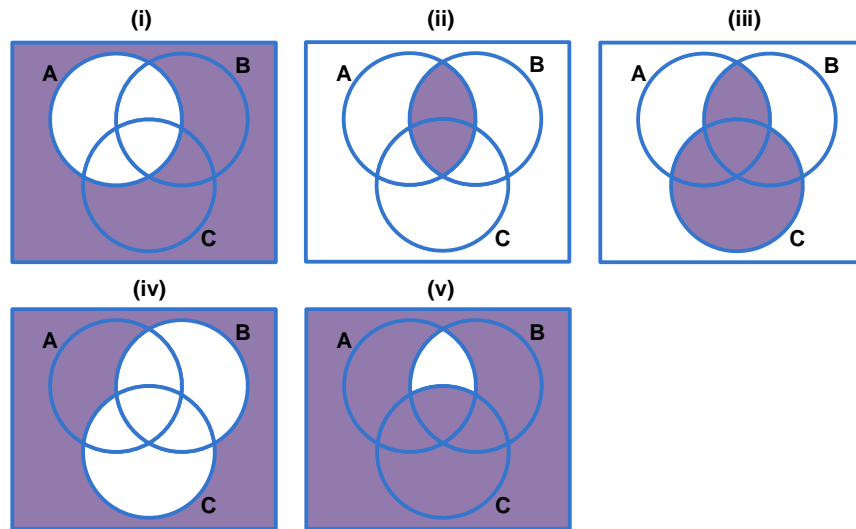 (i) (ii) (iii)
A B A B A B
C C C
(iv) (v)
A B A B
C C